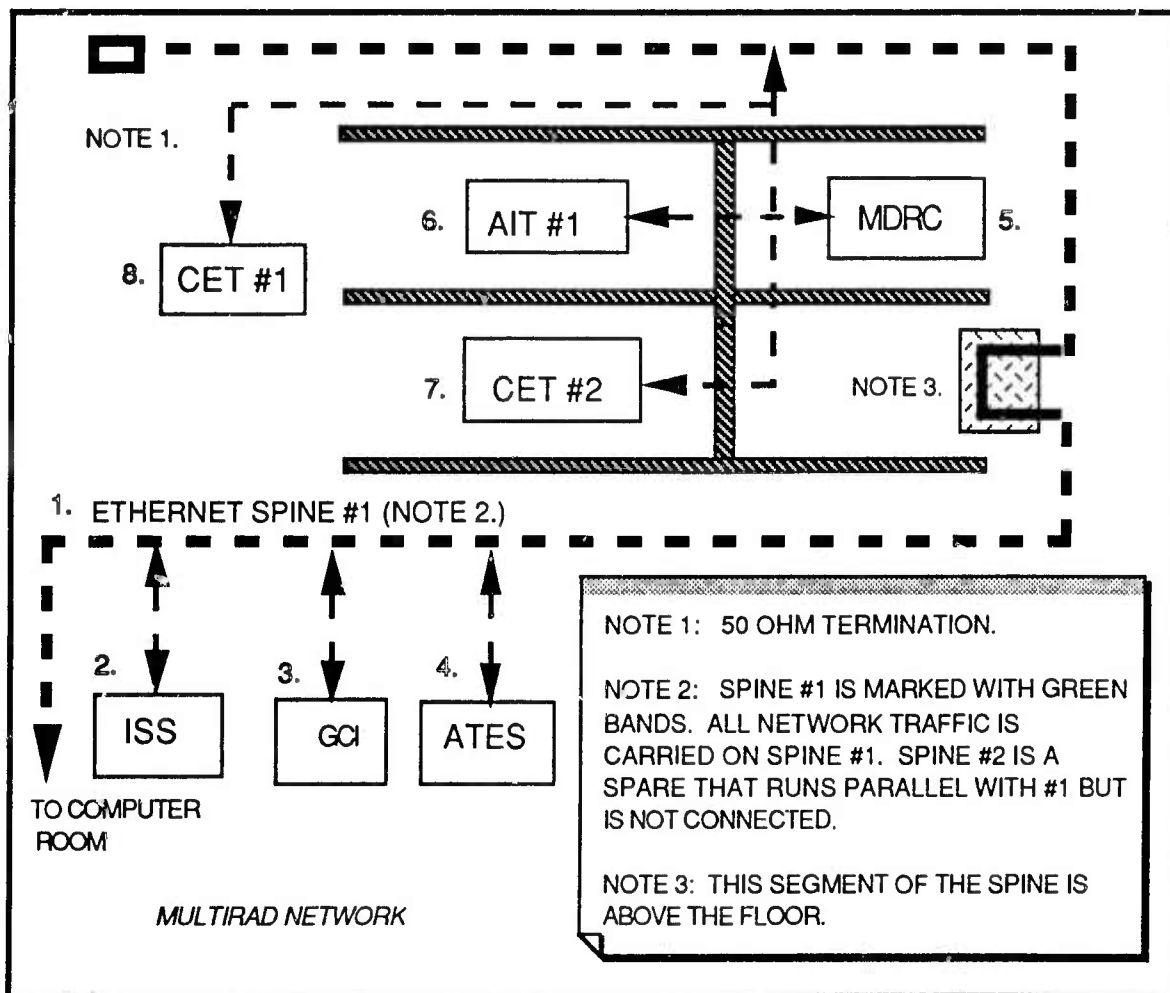 NOTE 1.
6. AIT #1
MDRC 5.
8. CET #1
7. CET #2
NOTE 3.
1. ETHERNET SPINE #1 (NOTE 2.)
2. ISS
3. GCI
4. ATES
TO COMPUTER
ROOM
MULTIRAD NETWORK
NOTE 1: 50 OHM TERMINATION.
NOTE 2: SPINE #1 IS MARKED WITH GREEN
BANDS. ALL NETWORK TRAFFIC IS
CARRIED ON SPINE #1. SPINE #2 IS A
SPARE THAT RUNS PARALLEL WITH #1 BUT
IS NOT CONNECTED.
NOTE 3: THIS SEGMENT OF THE SPINE IS
ABOVE THE FLOOR.